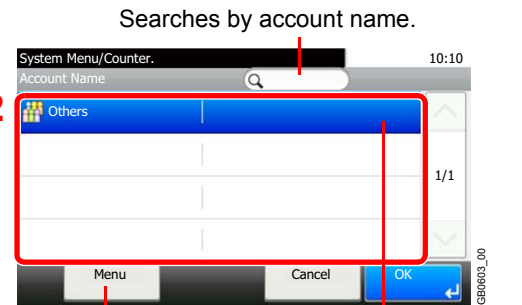 Searches by account name.
System Menu/Counter.
10:10
Account Name
2
Others
1/1
Menu
Cancel
OK
GB0603_00